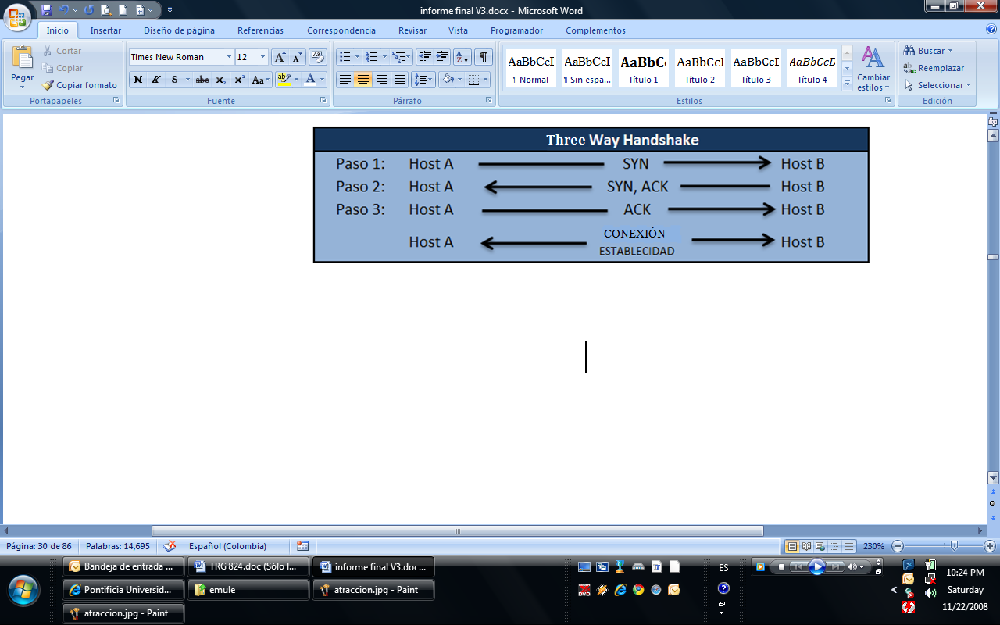 informe final V3.docx - Microsoft Word
Inicio Insertar Diseño de página Referencias Correspondencia Revisar Vista Programador Complementos
Pegar
Cortar
Copiar
Copiar formato
Portapapeles
Times New Roman 12
N K S abc x₂ x² Aa
ab A
Fuente
Párrafo
AaBbCcI AaBbCcI AaBbC AaBbCcI AaBbCcD AaBbCcD
¶ Normal ¶ Sin espa... Título 1 Título 2 Título 3 Título 4
Cambiar
estilos
Estilos
Buscar
Reemplazar
Seleccionar
Edición
Three Way Handshake
Paso 1: Host A SYN Host B
Paso 2: Host A SYN, ACK Host B
Paso 3: Host A ACK Host B
Host A CONEXIÓN Host B
ESTABLECIDAD
Página: 30 de 86 Palabras: 14,695 Español (Colombia) 230%
Bandeja de entrada ... TRG 824.doc (Sólo l... informe final V3.docx...
Pontificia Universid... emule atraccion.jpg - Paint
atraccion.jpg - Paint
ES
DVD
10:24 PM
Saturday
11/22/2008